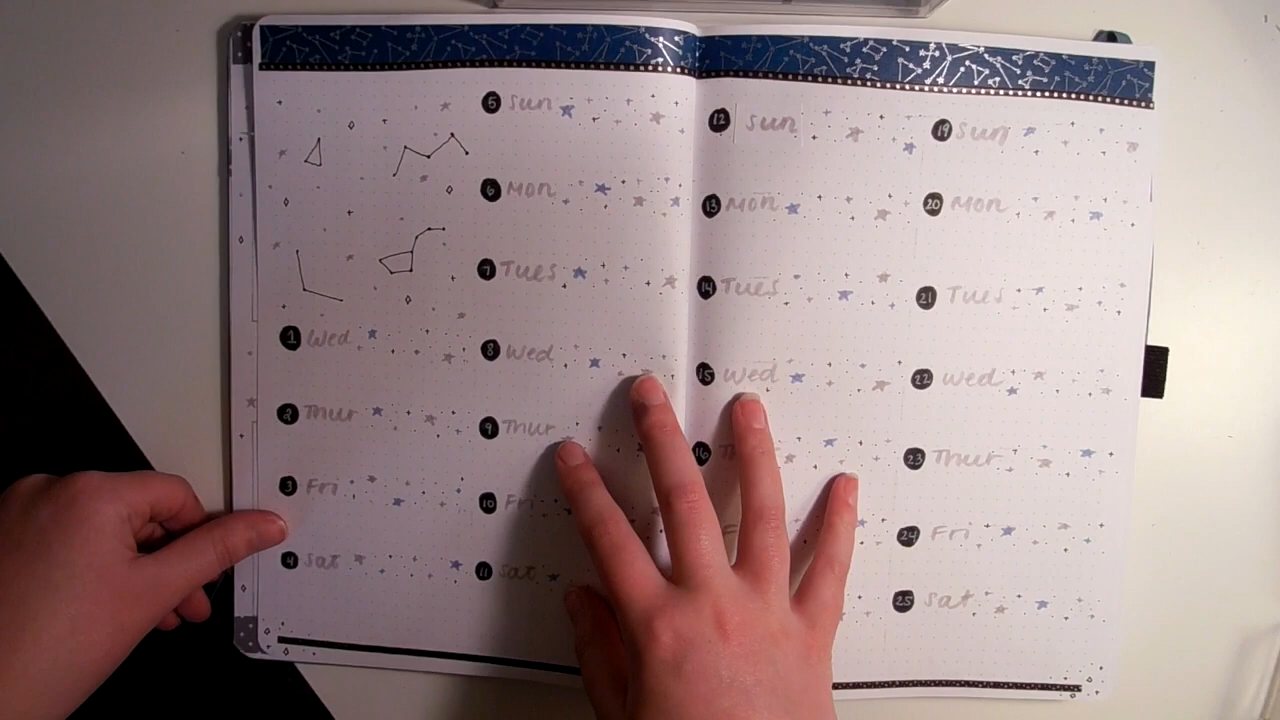 1 Wed
2 Thur
3 Fri
4 Sat
5 Sun
6 Mon
7 Tues
8 Wed
9 Thur
10 Fri
11 Sat
12 Sun
13 Mon
14 Tues
15 Wed
16
19 Sun
20 Mon
21 Tues
22 Wed
23 Thur
24 Fri
25 Sat